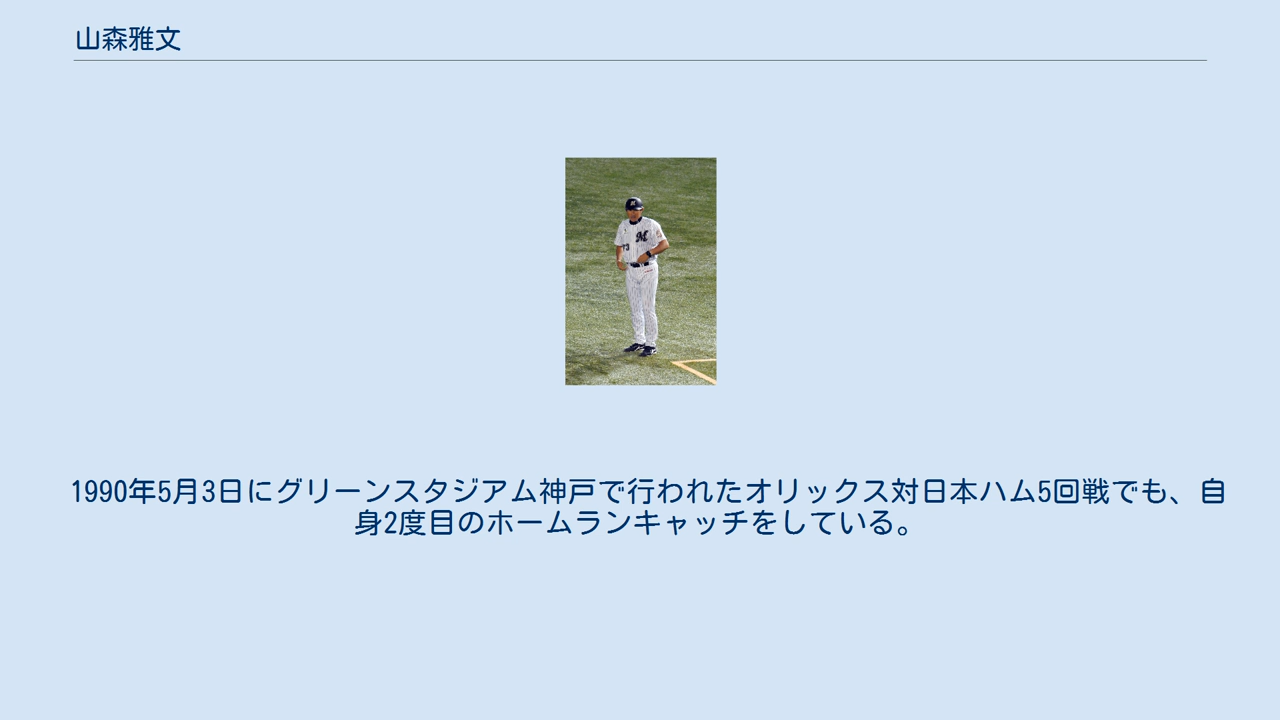 山森雅文
M
73
1990年5月3日にグリーンスタジアム神戸で行われたオリックス対日本ハム5回戦でも、自
身2度目のホームランキャッチをしている。